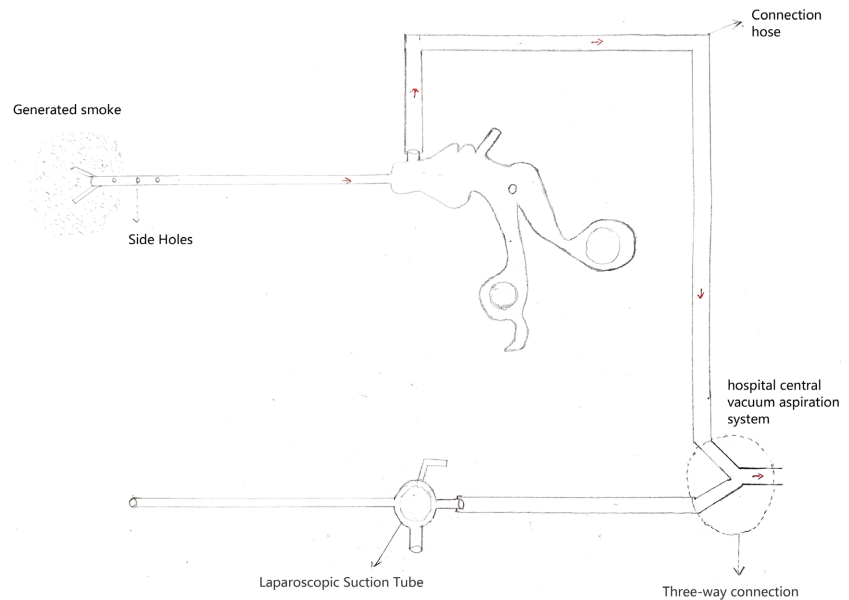 Connection
hose
Generated smoke
Side Holes
hospital central
vacuum aspiration
system
Laparoscopic Suction Tube
Three-way connection